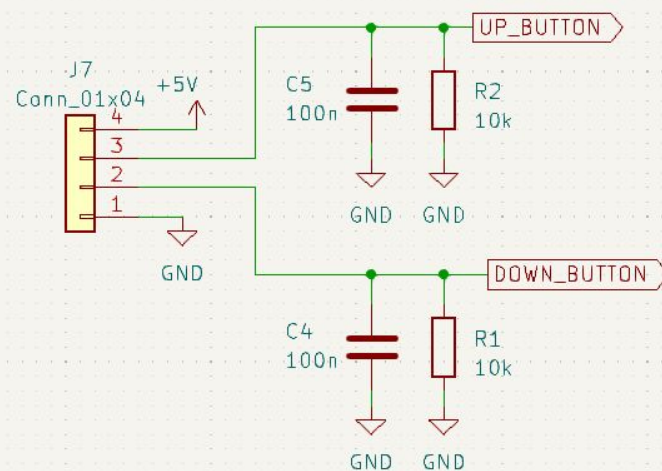 J7
Conn_01x04
4
3
2
1
+5V
GND
UP_BUTTON
C5
100n
R2
10k
GND
GND
DOWN_BUTTON
C4
100n
R1
10k
GND
GND